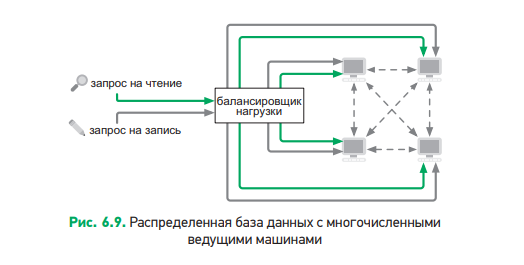 запрос на чтение
запрос на запись
балансировщик
нагрузки
Рис. 6.9. Распределенная база данных с многочисленными
ведущими машинами